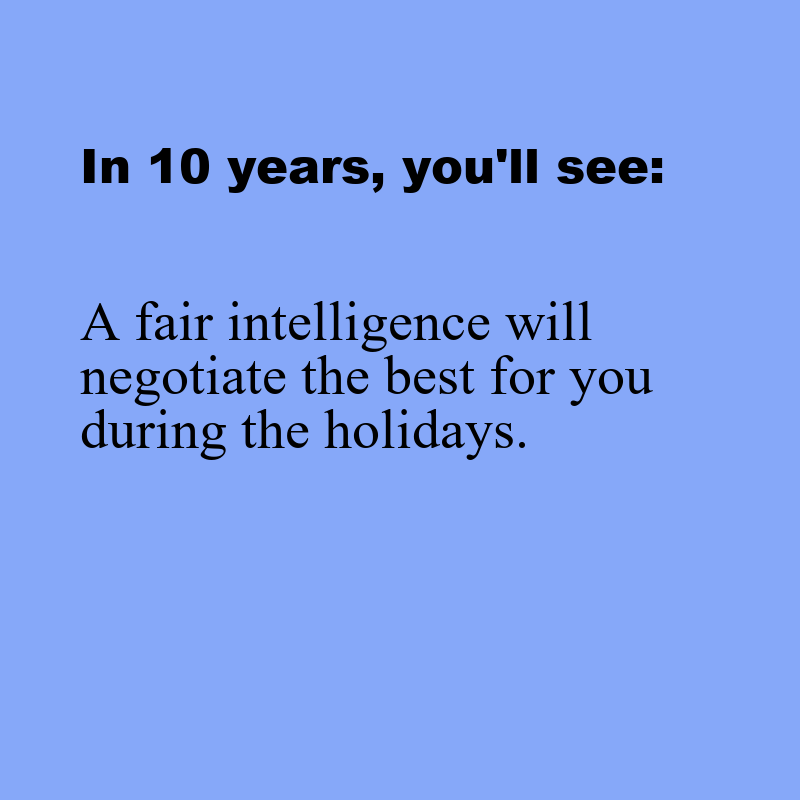 In 10 years, you'll see:
A fair intelligence will
negotiate the best for you
during the holidays.